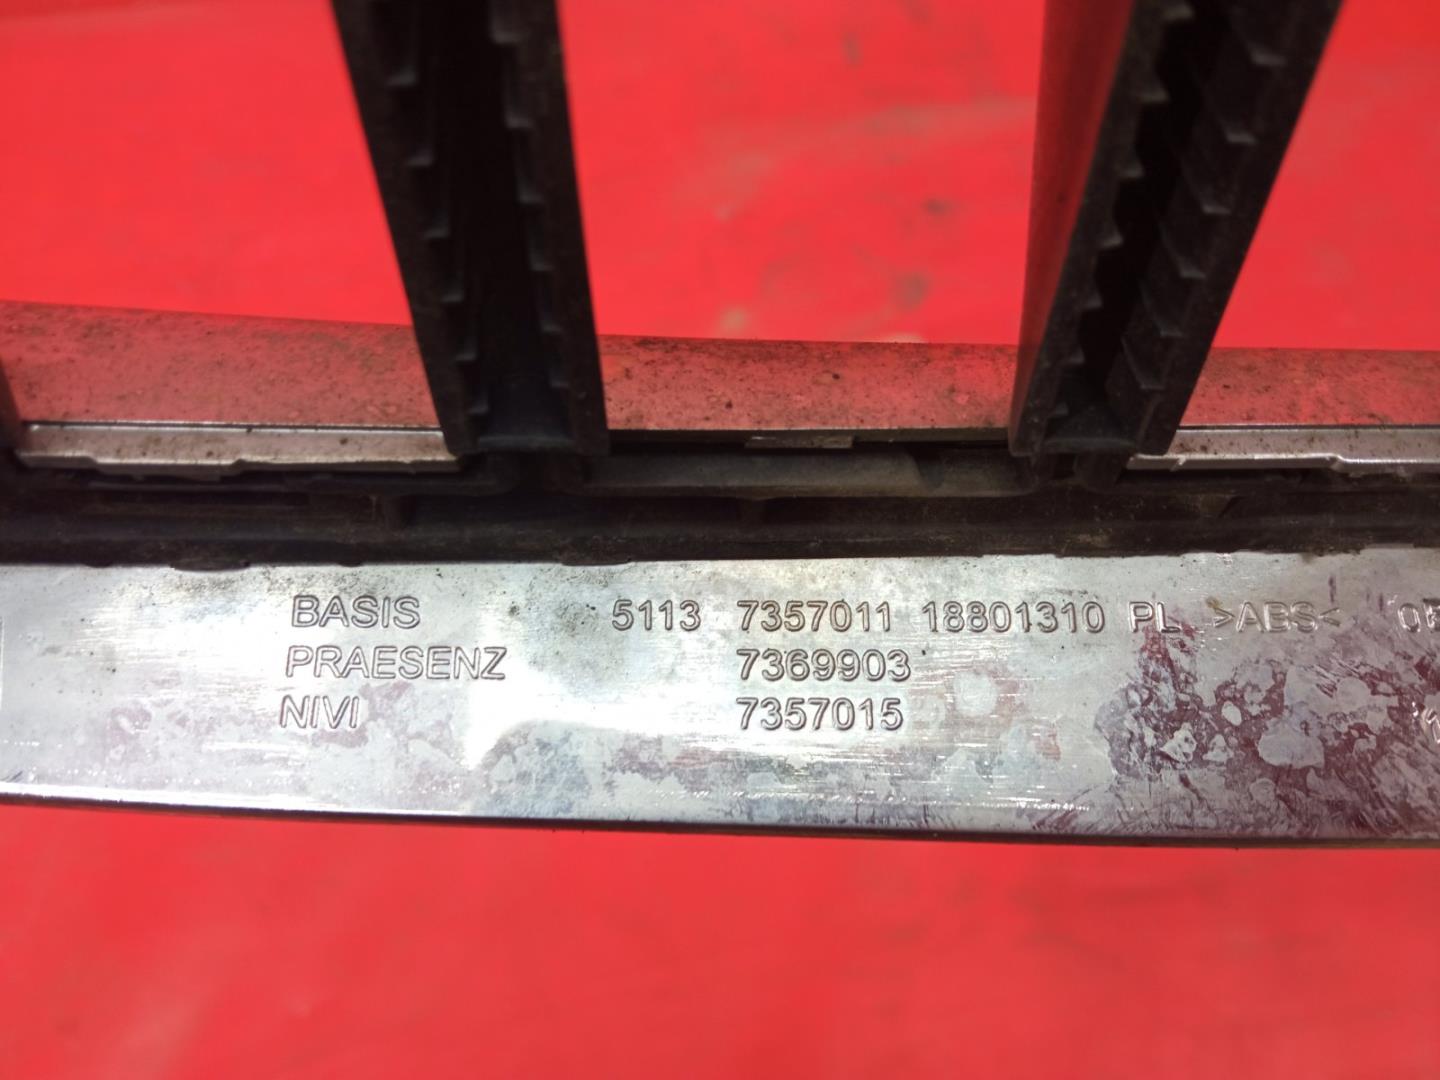 BASIS 5113 7357011 18801310 PL >ABS<
PRAESENZ 7369903
NIVI 7357015